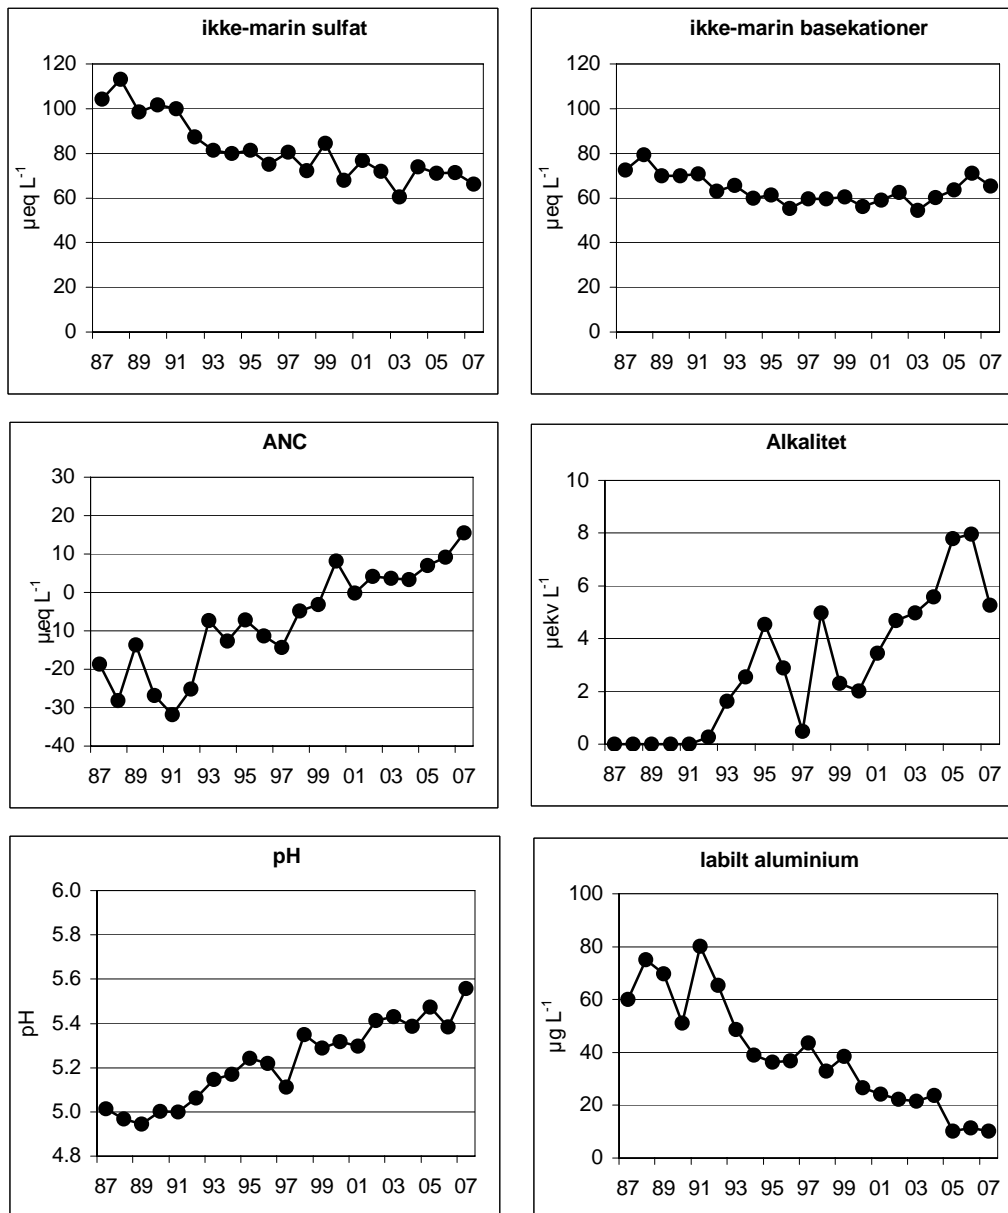 ikke-marin sulfat
120
100
80
60
40
20
0
µeq L-1
87 89 91 93 95 97 99 01 03 05 07
ikke-marin basekationer
120
100
80
60
40
20
0
µeq L-1
87 89 91 93 95 97 99 01 03 05 07
ANC
30
20
10
0
-10
-20
-30
-40
µeq L-1
87 89 91 93 95 97 99 01 03 05 07
Alkalitet
10
8
6
4
2
0
µekv L-1
87 89 91 93 95 97 99 01 03 05 07
pH
6.0
5.8
5.6
5.4
5.2
5.0
4.8
pH
87 89 91 93 95 97 99 01 03 05 07
labilt aluminium
100
80
60
40
20
0
µg L-1
87 89 91 93 95 97 99 01 03 05 07